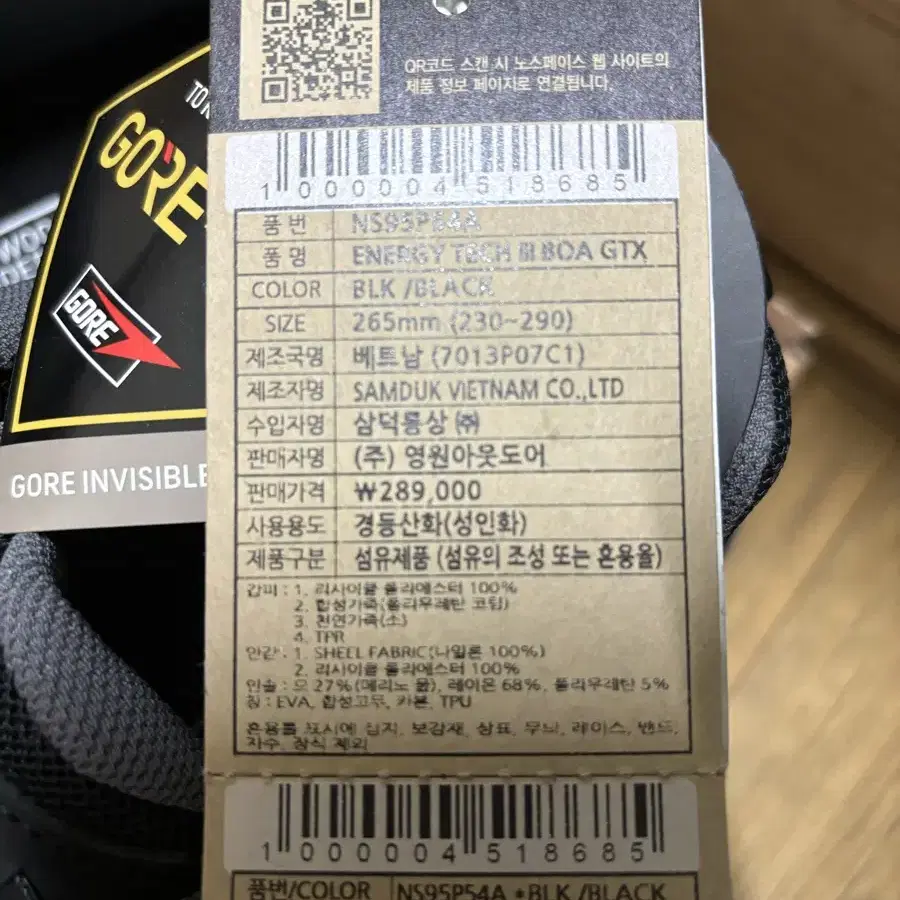 QR코드 스캔 시 노스페이스 웹 사이트의
제품 정보 페이지로 연결됩니다.
1 000004 518685
품 번 NS95P54A
품 명 ENERGY TECH III BOA GTX
COLOR BLK /BLACK
SIZE 265mm (230~290)
제조국명 베트남 (7013P07C1)
제조자명 SAMDUK VIETNAM CO.,LTD
수입자명 삼덕통상 ㈜
판매자명 (주) 영원아웃도어
판매가격 ₩289,000
사용용도 경등산화(성인화)
제품구분 섬유제품 (섬유의 조성 또는 혼용율)
갑피 : 1. 리사이클 폴리에스터 100%
2. 합성가죽(폴리우레탄 코팅)
3. 천연가죽(소)
4. TPR
안감 : 1. SHEEL FABRIC(나일론 100%)
2. 리사이클 폴리에스터 100%
인솔 : 모 27%(메리노 울), 레이온 68%, 폴리우레탄 5%
창 : EVA, 합성고무, 카본, TPU
혼용률 표시에 심지, 보강재, 상표, 무늬, 레이스, 밴드,
자수, 장식 제외
1 000004 518685
품번/COLOR NS95P54A *BLK /BLACK
GORE
GORE
GORE INVISIBLE